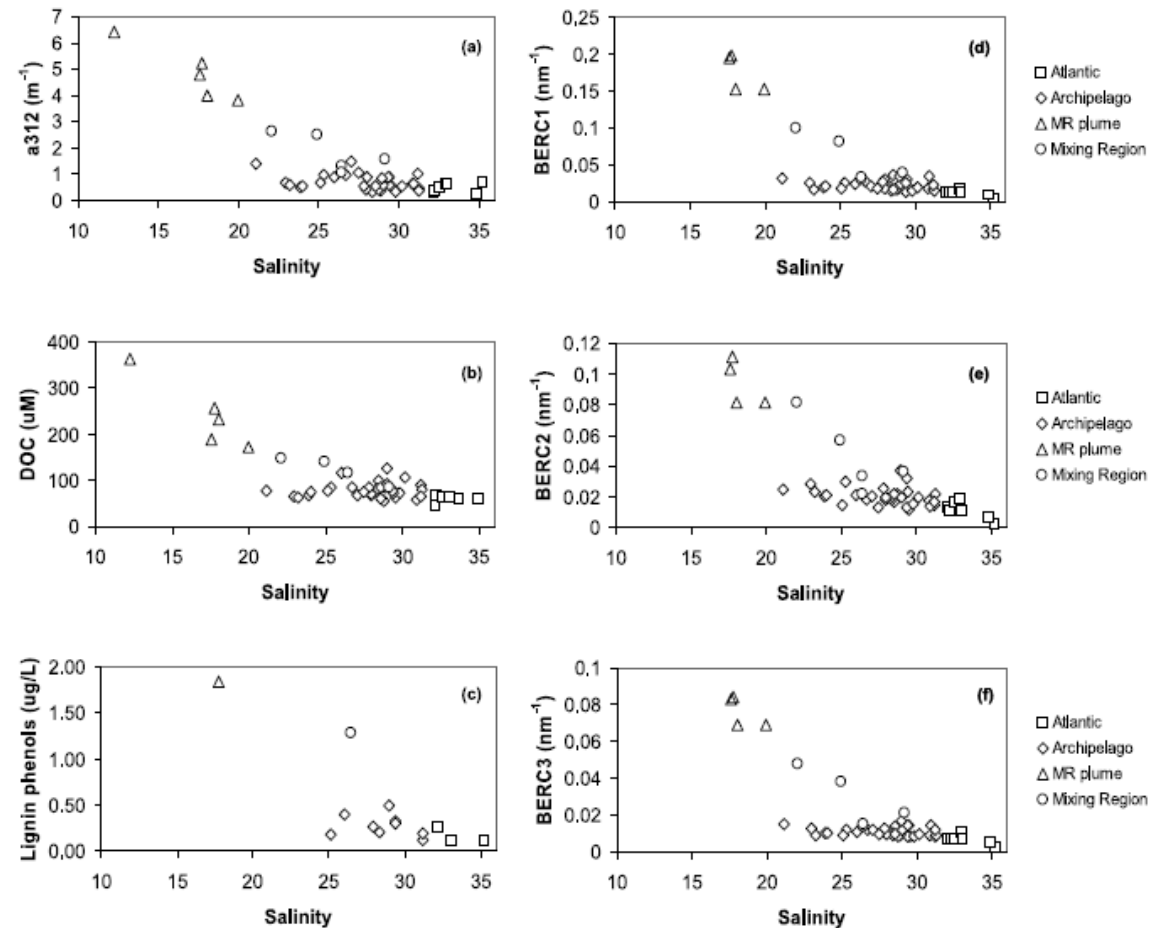 7
6
5
4
3
2
1
0
a312 (m⁻¹)
(a)
10 15 20 25 30 35
Salinity
0,25
0,2
0,15
0,1
0,05
0
BERC1 (nm⁻¹)
(d)
10 15 20 25 30 35
Salinity
Atlantic
Archipelago
MR plume
Mixing Region
400
300
200
100
0
DOC (uM)
(b)
10 15 20 25 30 35
Salinity
0,12
0,1
0,08
0,06
0,04
0,02
0
BERC2 (nm⁻¹)
(e)
10 15 20 25 30 35
Salinity
Atlantic
Archipelago
MR plume
Mixing Region
2.00
1.50
1.00
0.50
0,00
Lignin phenols (ug/L)
(c)
10 15 20 25 30 35
Salinity
0,1
0,08
0,06
0,04
0,02
0
BERC3 (nm⁻¹)
(f)
10 15 20 25 30 35
Salinity
Atlantic
Archipelago
MR plume
Mixing Region